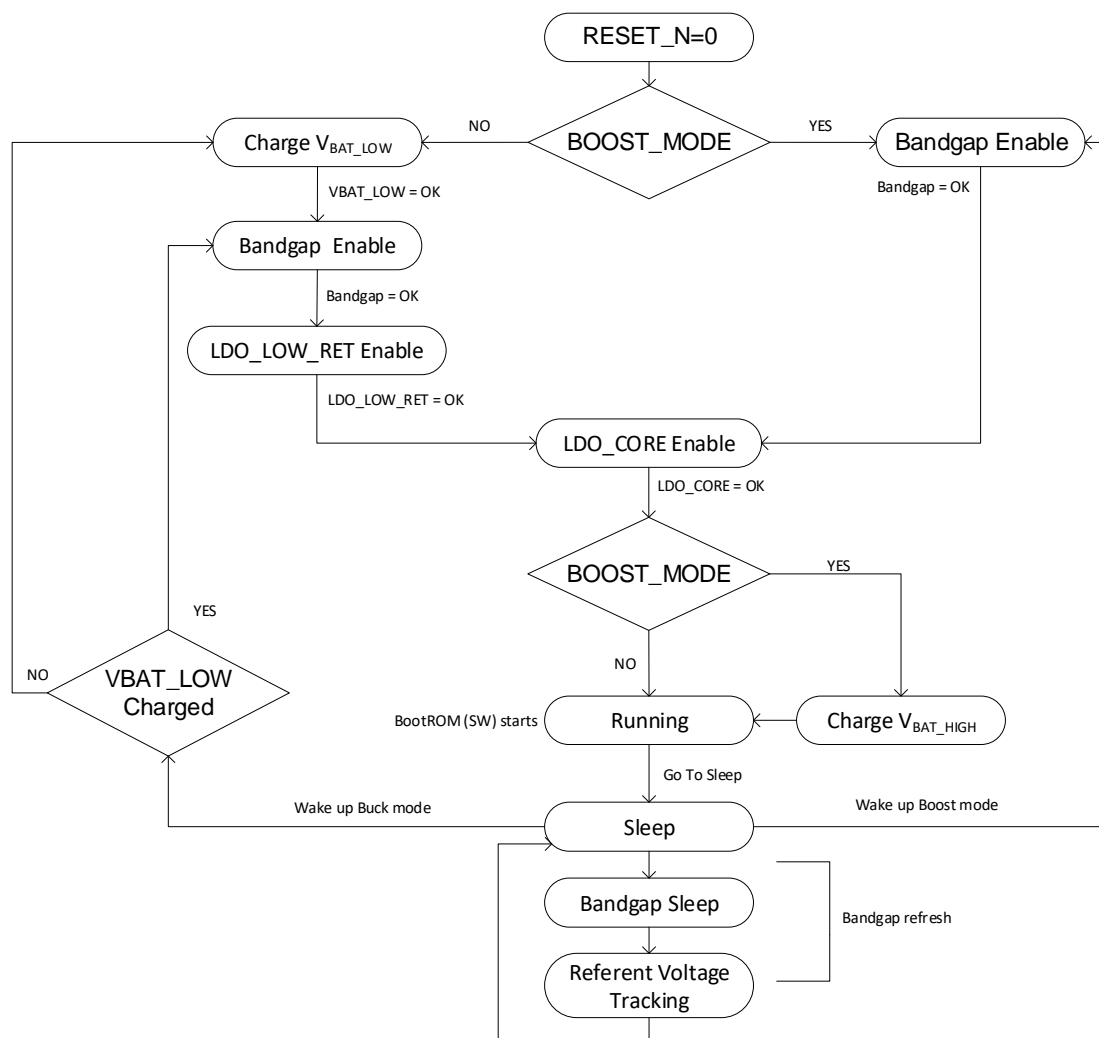 RESET_N=0
NO
BOOST_MODE
YES
Charge VBAT_LOW
Bandgap Enable
VBAT_LOW = OK
Bandgap = OK
Bandgap  Enable
Bandgap = OK
LDO_LOW_RET Enable
LDO_LOW_RET = OK
LDO_CORE Enable
LDO_CORE = OK
BOOST_MODE
YES
YES
NO
NO
VBAT_LOW
Charged
BootROM (SW) starts
Running
Charge VBAT_HIGH
Go To Sleep
Wake up Buck mode
Sleep
Wake up Boost mode
Bandgap Sleep
Bandgap refresh
Referent Voltage
Tracking